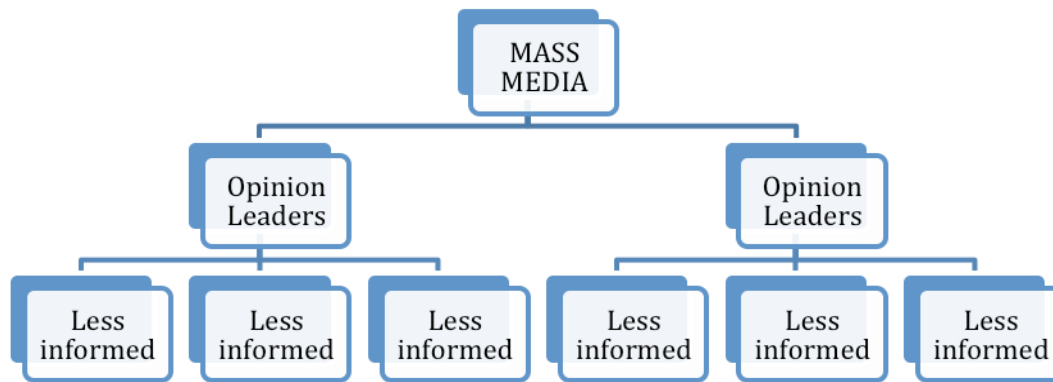 MASS
MEDIA
Opinion
Leaders
Opinion
Leaders
Less
informed
Less
informed
Less
informed
Less
informed
Less
informed
Less
informed